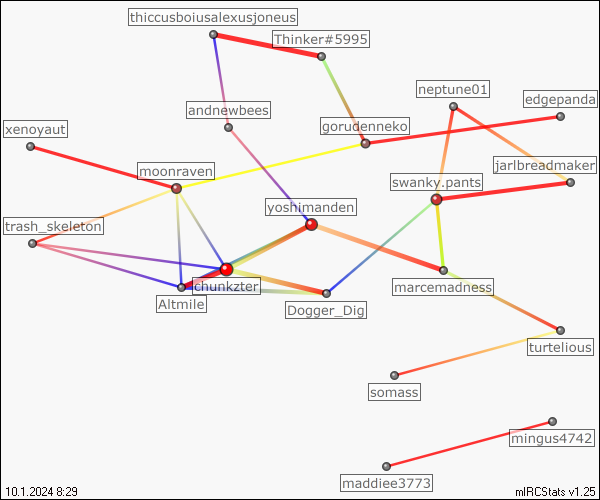 thiccusboiusalexusjoneus
Thinker#5995
neptune01
edgepanda
andnewbees
xenoyaut
gorudenneko
jarlbreadmaker
moonraven
swanky.pants
yoshimanden
trash_skeleton
chunkzter
marcemadness
Altmile
Dogger_Dig
turtelious
somass
mingus4742
maddiee3773
10.1.2024 8:29
mIRCStats v1.25